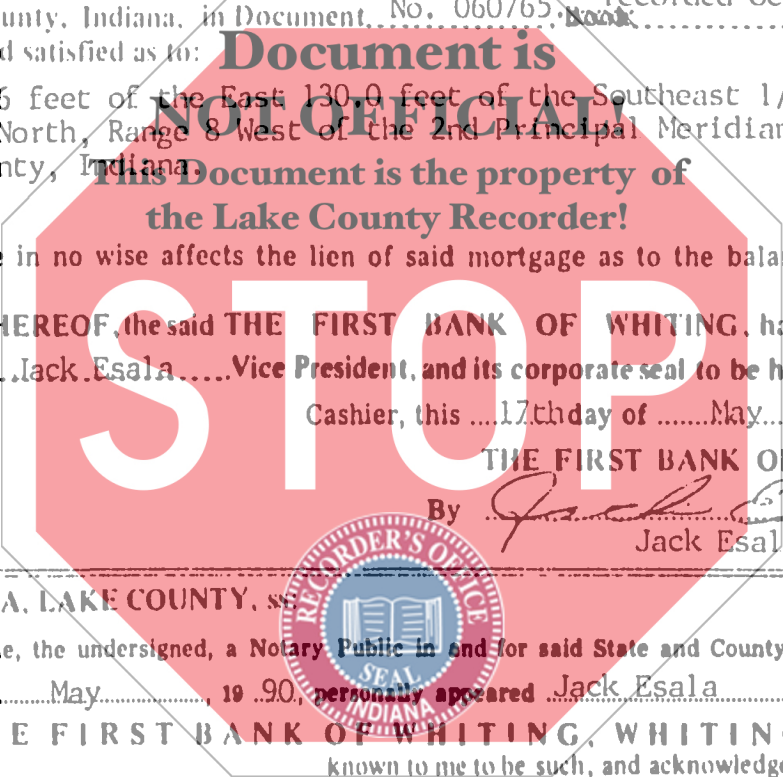 unty, Indiana, in Document No. 060765,
d satisfied as to:
Document is
NOT OFFICIAL!
This Document is the property of
the Lake County Recorder!
6 feet of the East 130.0 feet of the Southeast 1/
North, Range 8 West of the 2nd Principal Meridian
nty, Indiana.
e in no wise affects the lien of said mortgage as to the bala
STOP
HEREOF, the said THE FIRST BANK OF WHITING, ha
Jack Esala Vice President, and its corporate seal to be h
Cashier, this 17th day of May
THE FIRST BANK O
By
Jack Esal
RECORDER'S OFFICE
SEAL
INDIANA
A, LAKE COUNTY, ss:
e, the undersigned, a Notary Public in and for said State and County
May, 19 90, personally appeared Jack Esala
E FIRST BANK OF WHITING, WHITING
known to me to be such, and acknowledge